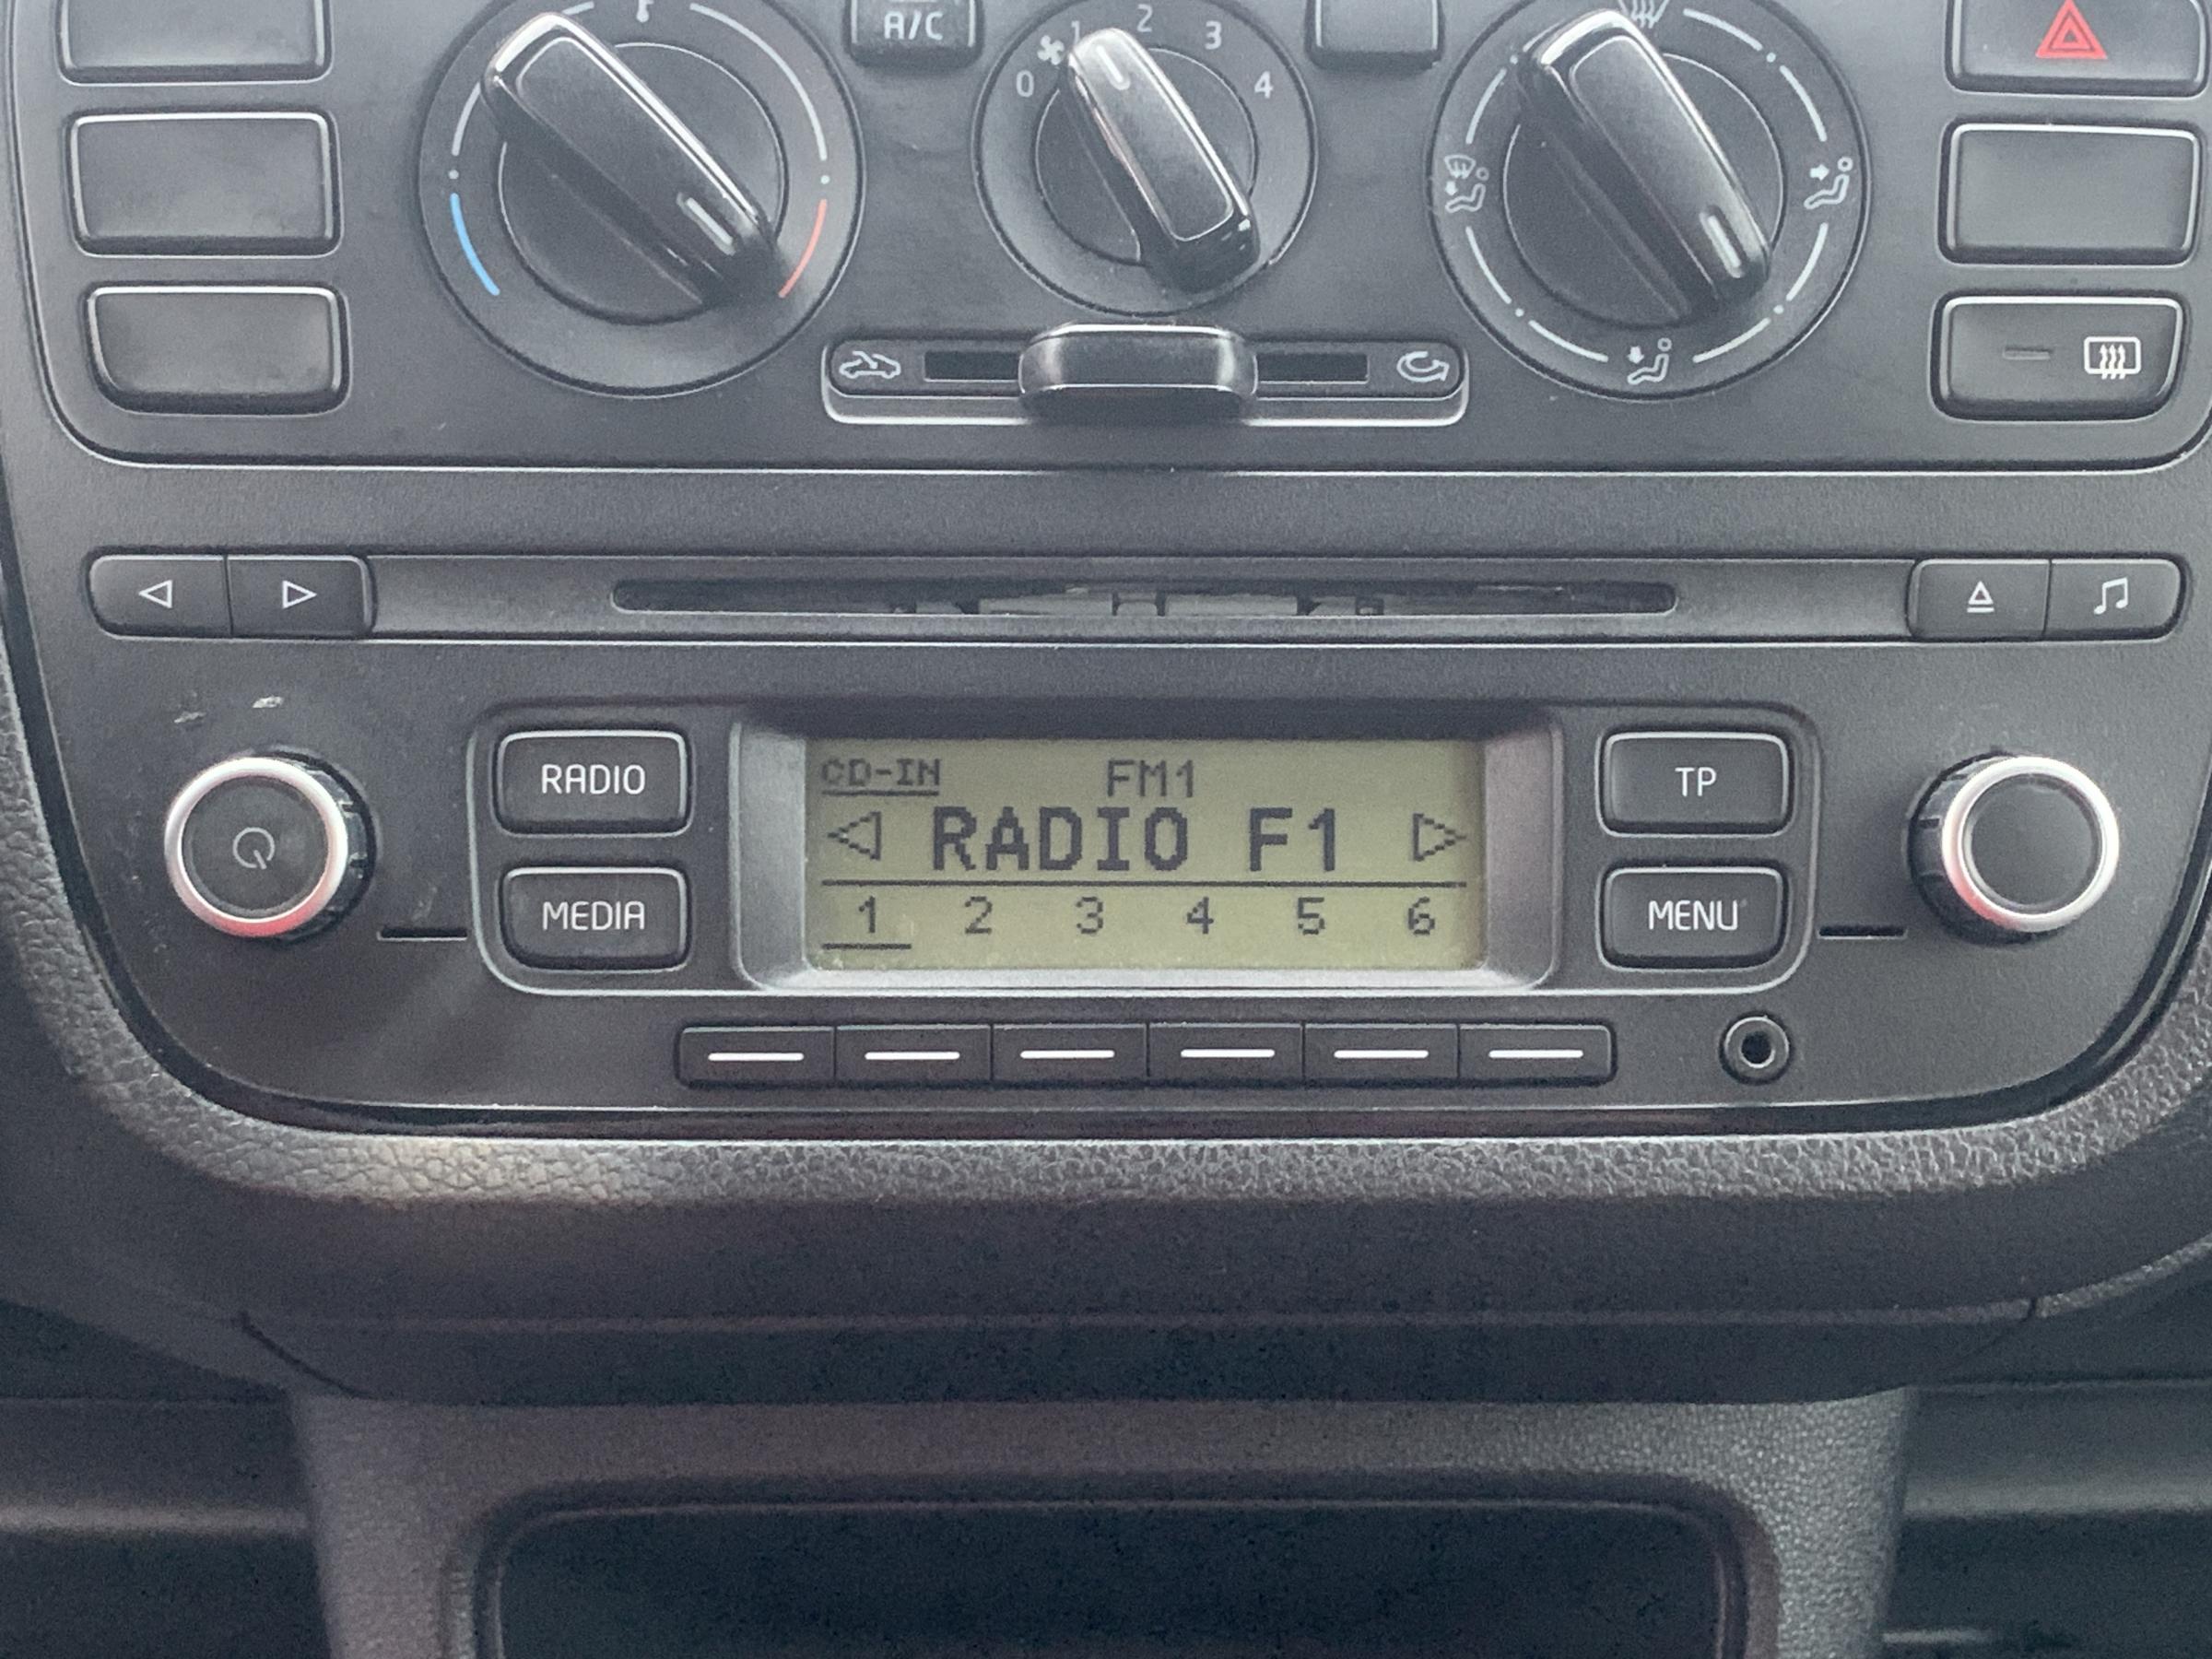 A/C
0 1 2 3 4
RADIO
MEDIA
CD-IN FM1
RADIO F1
1 2 3 4 5 6
TP
MENU